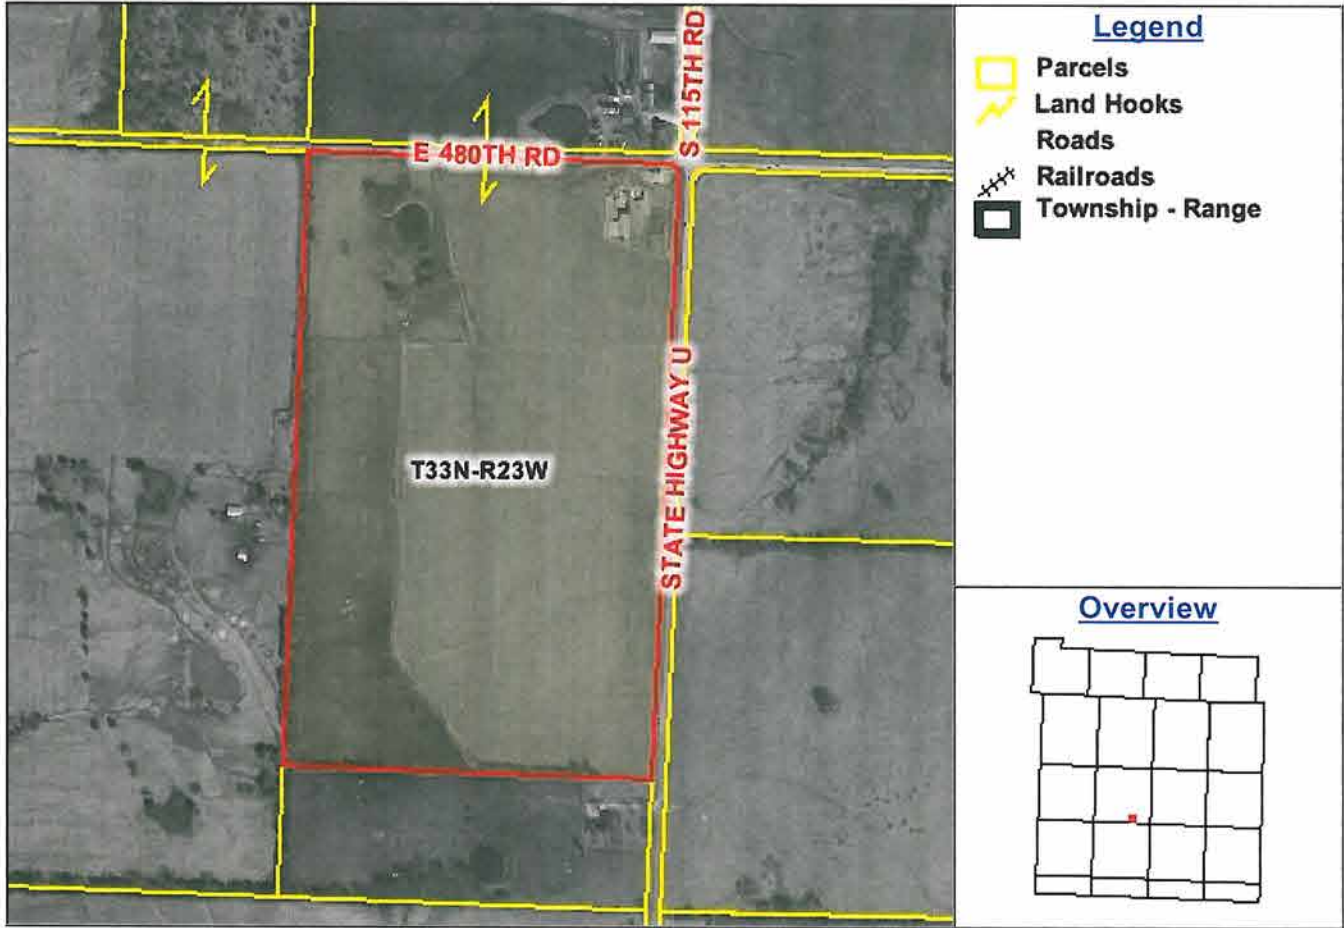 S 115TH RD
E 480TH RD
T33N-R23W
STATE HIGHWAY U
Legend
Parcels
Land Hooks
Roads
Railroads
Township - Range
Overview